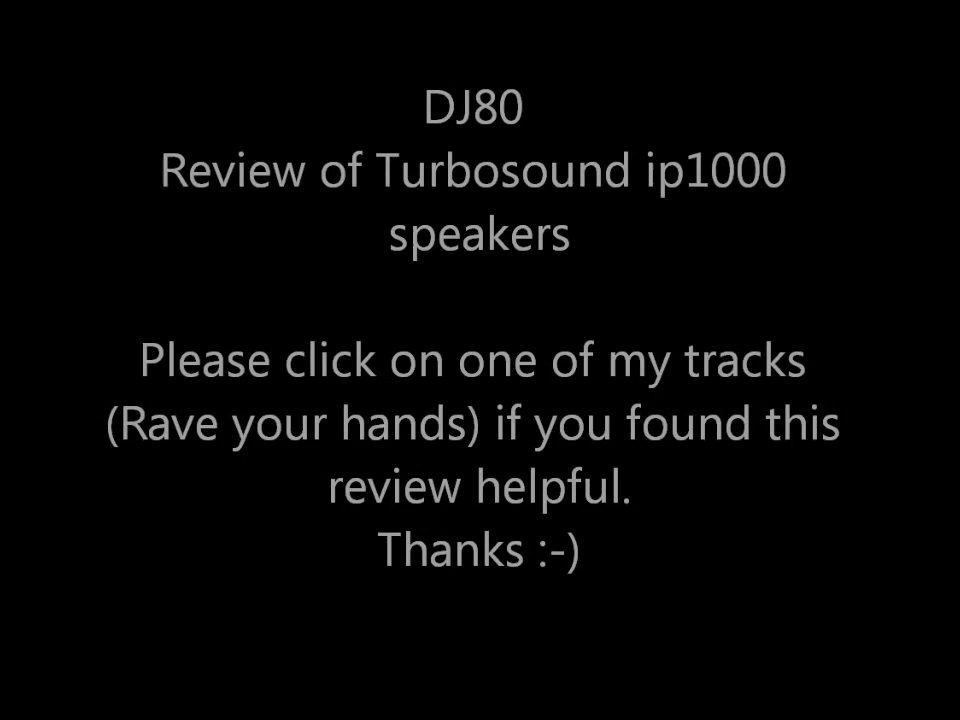 DJ80
Review of Turbosound ip1000
speakers
Please click on one of my tracks
(Rave your hands) if you found this
review helpful.
Thanks :-)